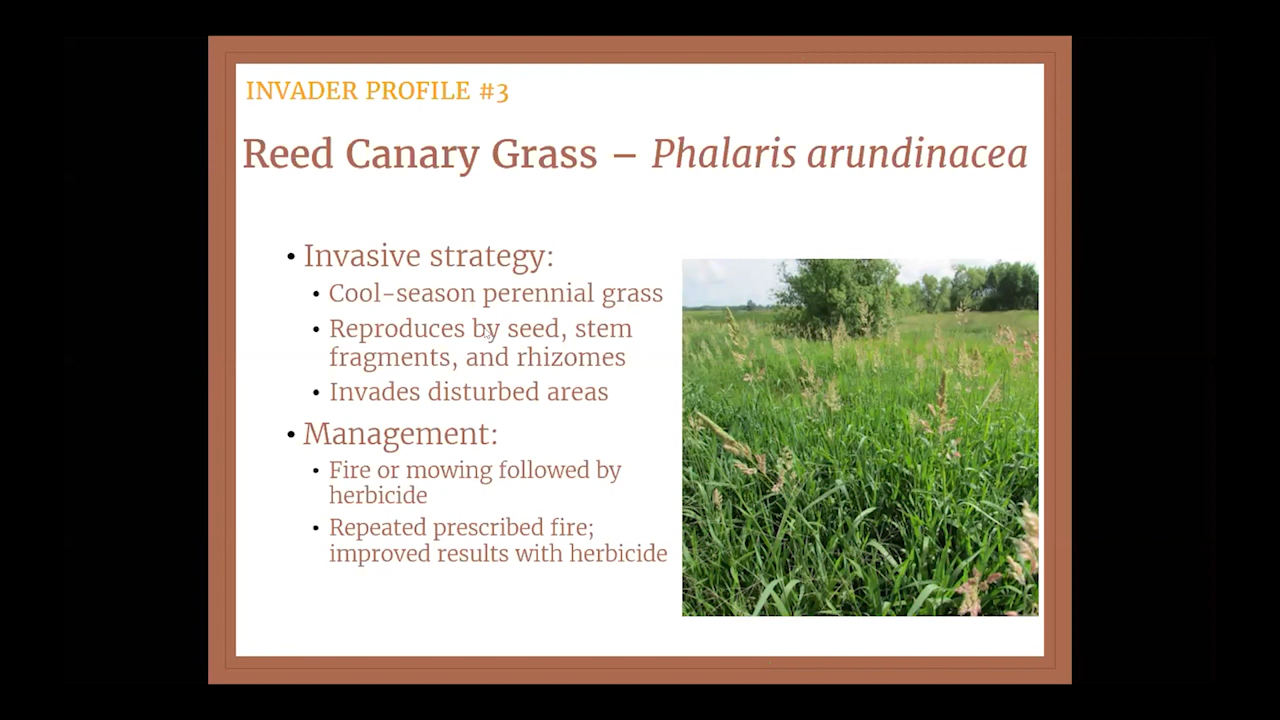 INVADER PROFILE #3
Reed Canary Grass – Phalaris arundinacea
• Invasive strategy:
• Cool-season perennial grass
• Reproduces by seed, stem
fragments, and rhizomes
• Invades disturbed areas
• Management:
• Fire or mowing followed by
herbicide
• Repeated prescribed fire;
improved results with herbicide